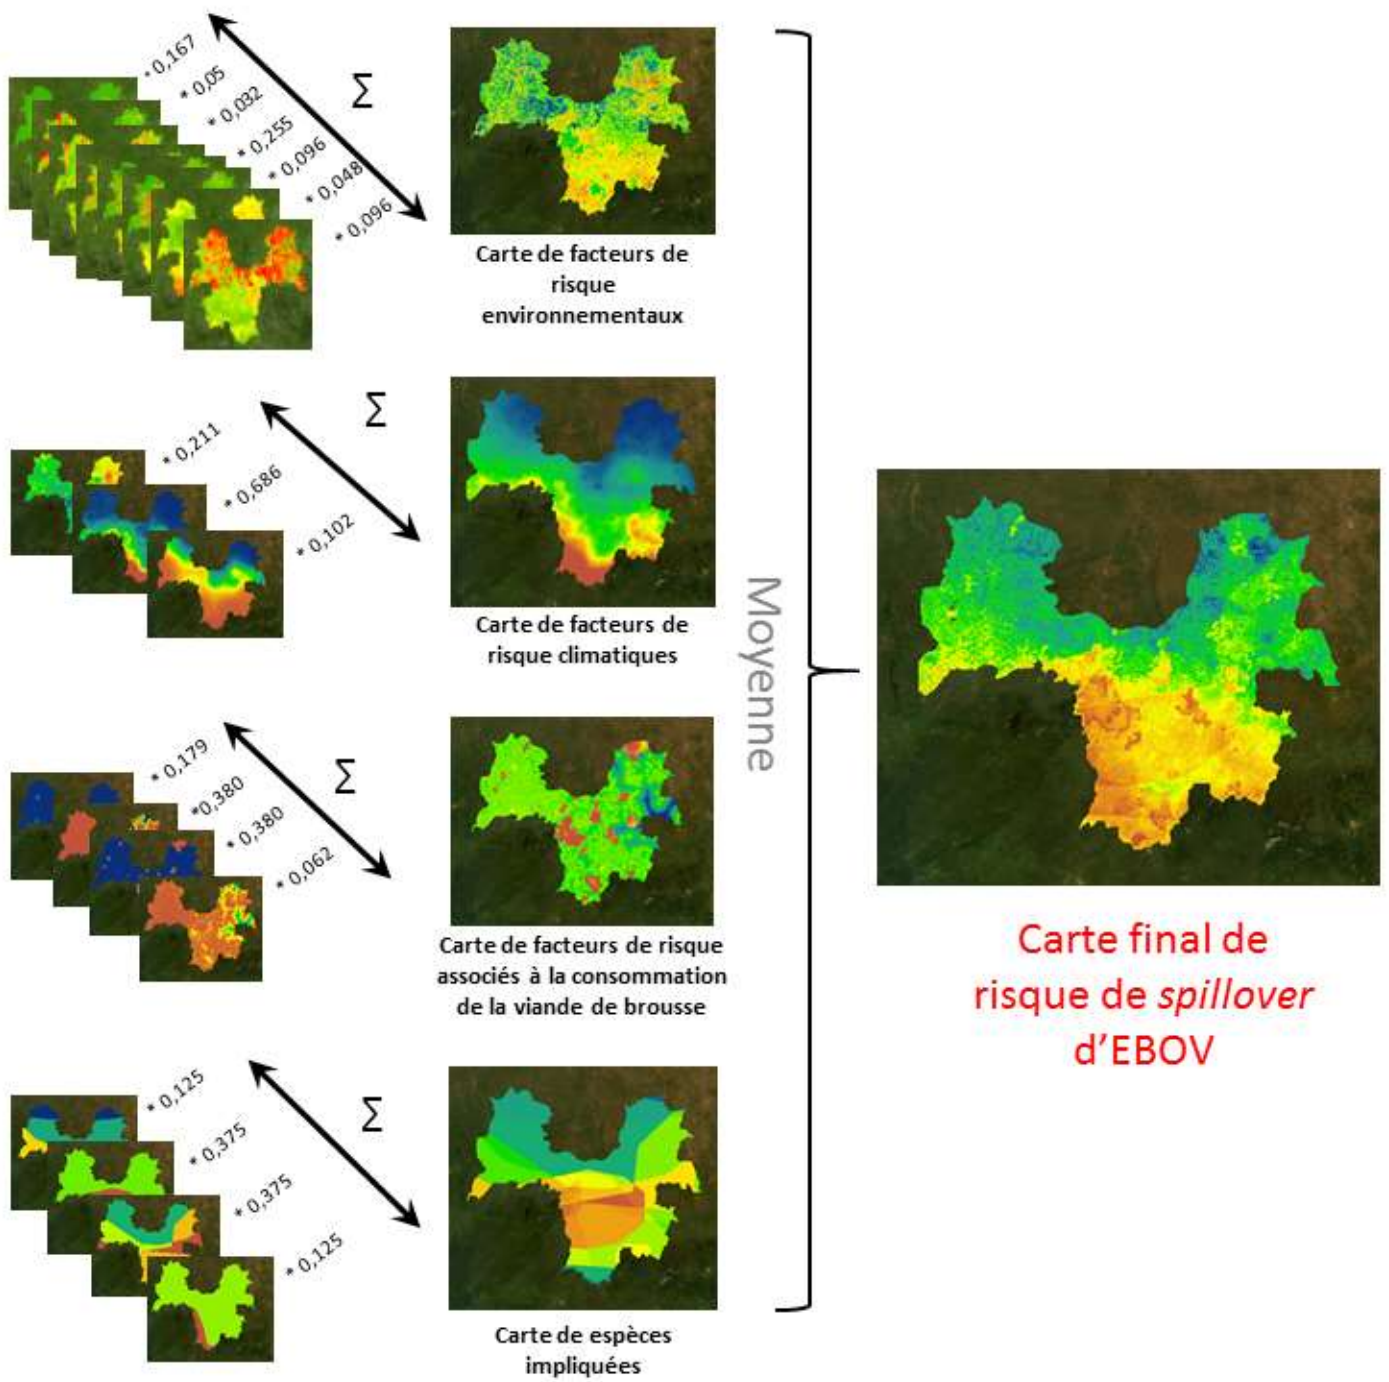 * 0,167
* 0,05
* 0,032
* 0,255
* 0,096
* 0,048
* 0,096
Σ
Carte de facteurs de
risque
environnementaux
* 0,211
* 0,686
* 0,102
Σ
Carte de facteurs de
risque climatiques
* 0,179
*0,380
* 0,380
* 0,062
Σ
Carte de facteurs de risque
associés à la consommation
de la viande de brousse
* 0,125
* 0,375
* 0,375
* 0,125
Σ
Carte de espèces
impliquées
Moyenne
Carte final de
risque de spillover
d’EBOV